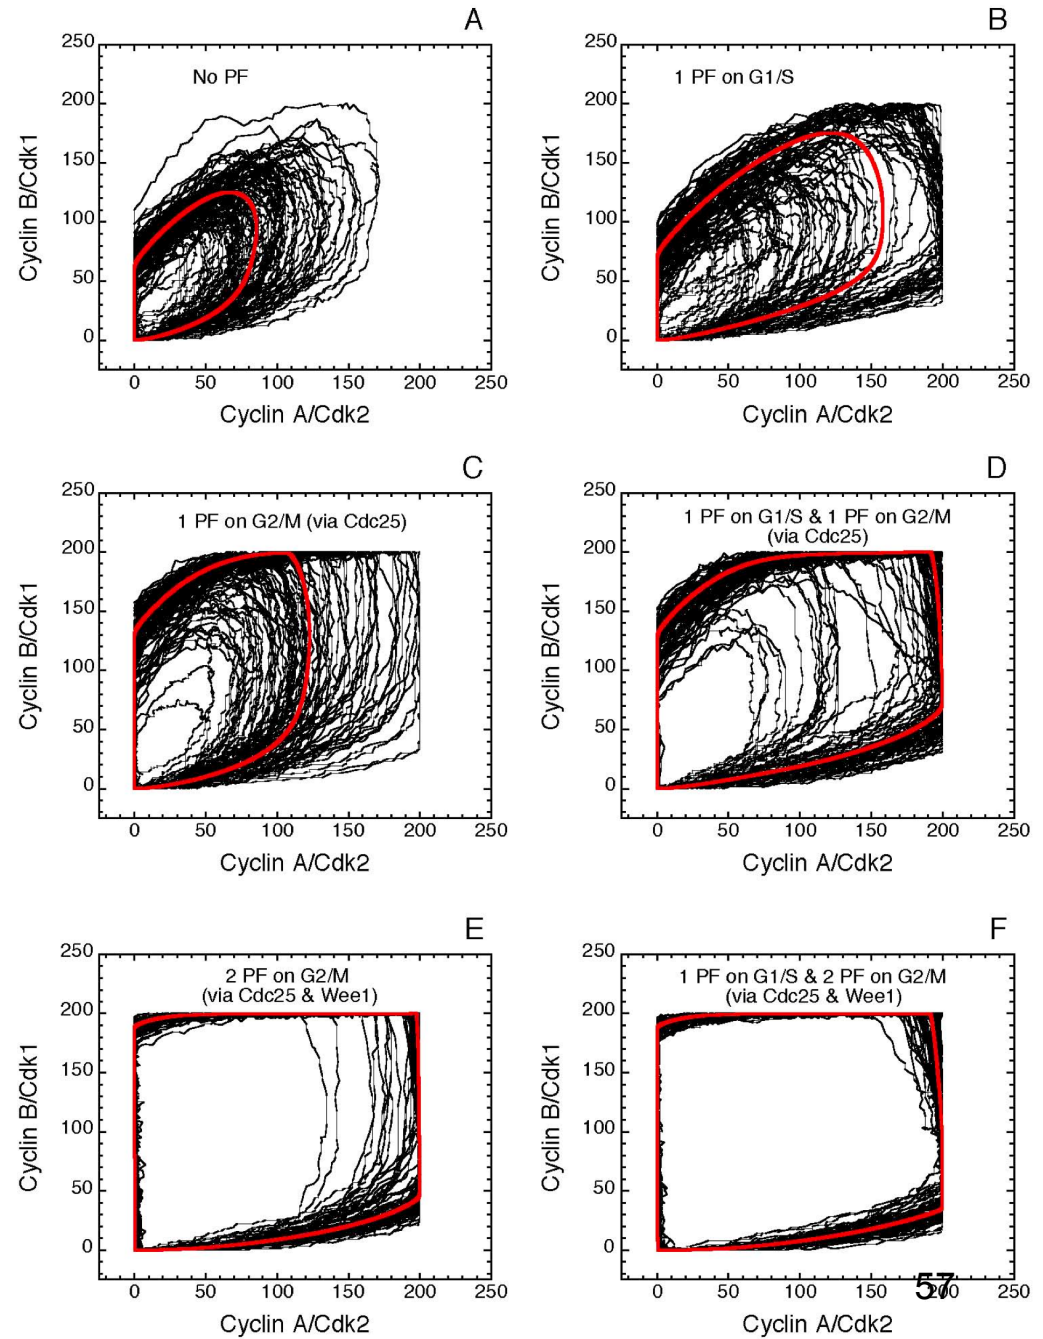 A
No PF
250
200
150
100
50
0
Cyclin B/Cdk1
0 50 100 150 200 250
Cyclin A/Cdk2
B
1 PF on G1/S
250
200
150
100
50
0
Cyclin B/Cdk1
0 50 100 150 200 250
Cyclin A/Cdk2
C
1 PF on G2/M (via Cdc25)
250
200
150
100
50
0
Cyclin B/Cdk1
0 50 100 150 200 250
Cyclin A/Cdk2
D
1 PF on G1/S & 1 PF on G2/M
(via Cdc25)
250
200
150
100
50
0
Cyclin B/Cdk1
0 50 100 150 200 250
Cyclin A/Cdk2
E
2 PF on G2/M
(via Cdc25 & Wee1)
250
200
150
100
50
0
Cyclin B/Cdk1
0 50 100 150 200 250
Cyclin A/Cdk2
F
1 PF on G1/S & 2 PF on G2/M
(via Cdc25 & Wee1)
250
200
150
100
50
0
Cyclin B/Cdk1
0 50 100 150 200 250
Cyclin A/Cdk2
57